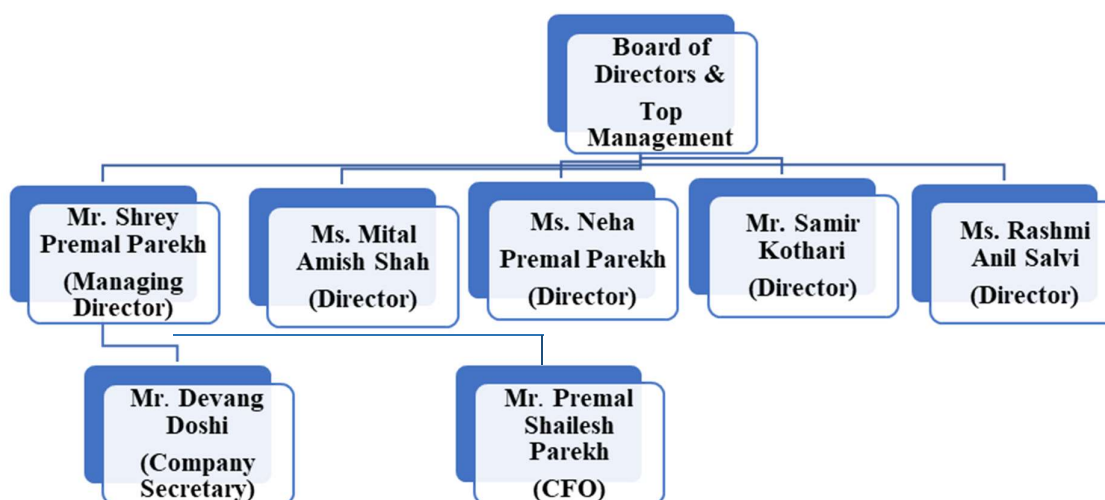 Board of
Directors &
Top
Management
Mr. Shrey
Premal Parekh
(Managing
Director)
Ms. Mital
Amish Shah
(Director)
Ms. Neha
Premal Parekh
(Director)
Mr. Samir
Kothari
(Director)
Ms. Rashmi
Anil Salvi
(Director)
Mr. Devang
Doshi
(Company
Secretary)
Mr. Premal
Shailesh
Parekh
(CFO)